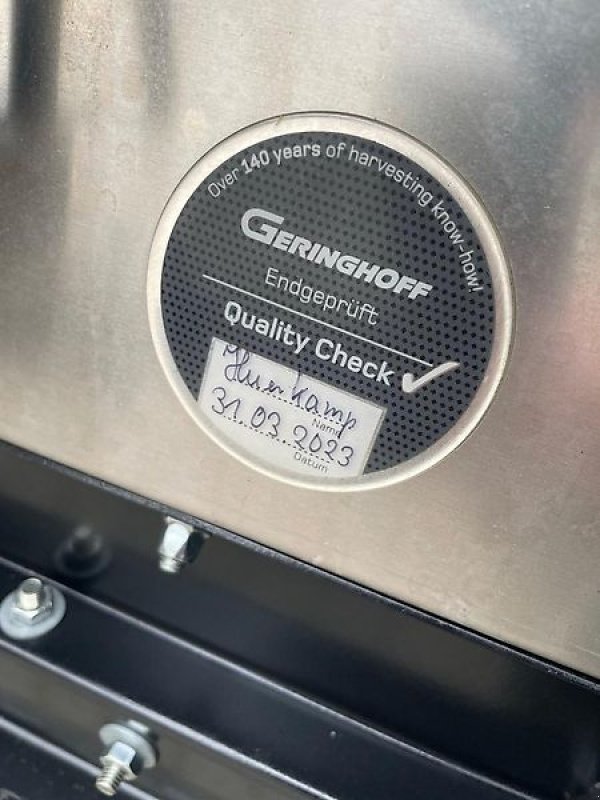 Over 140 years of harvesting know-how!
GERINGHOFF
Endgeprüft
Quality Check
Name
31.03.2023
Datum